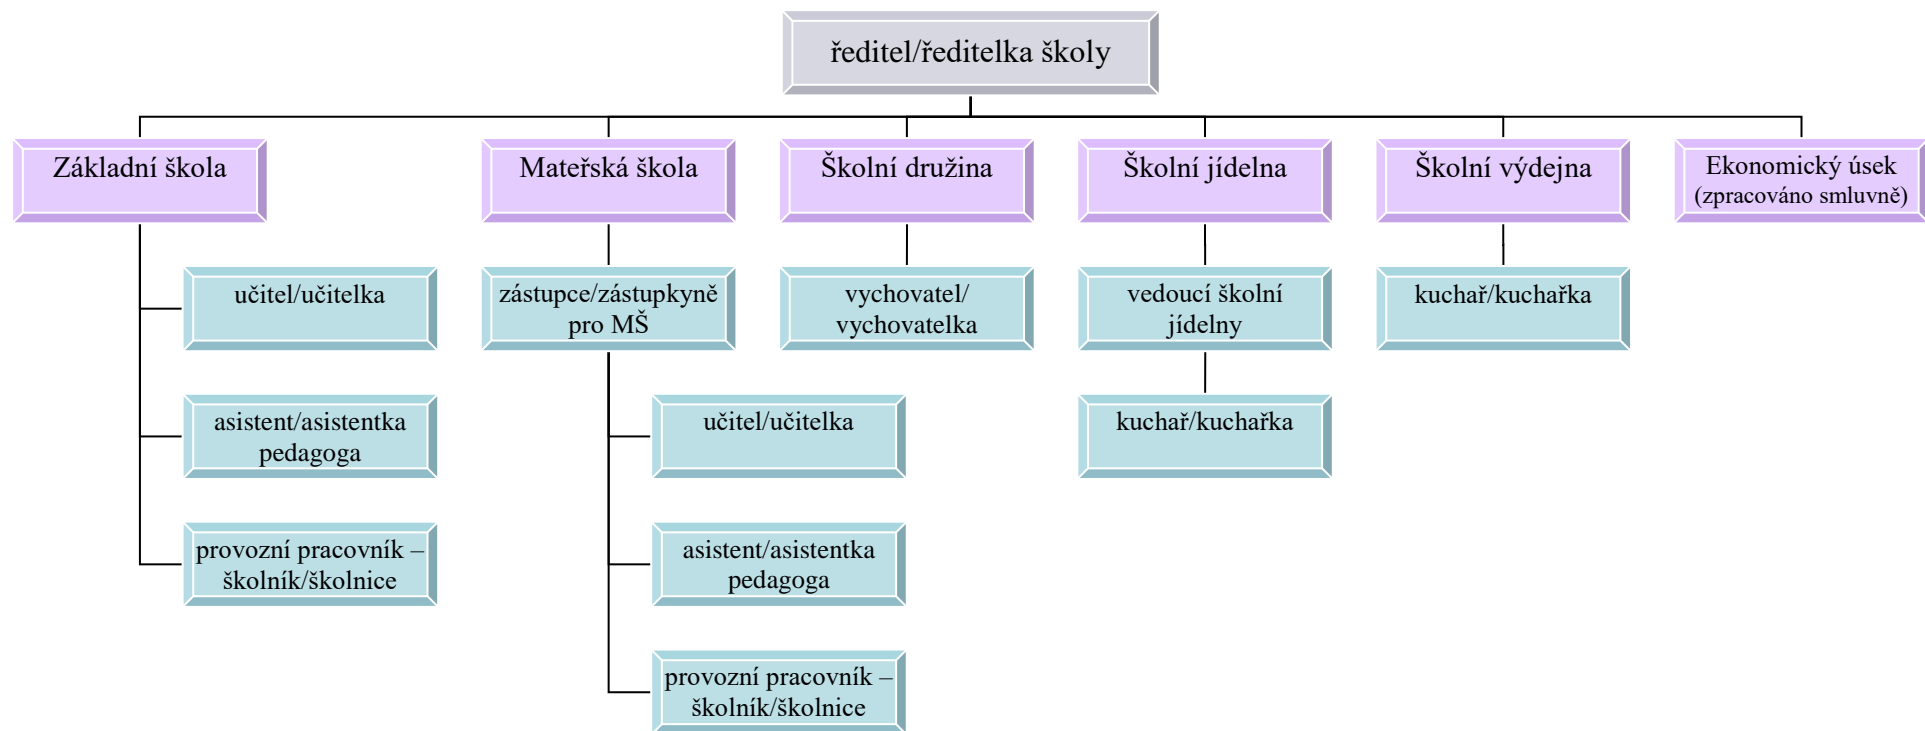 ředitel/ředitelka školy
Základní škola
Mateřská škola
Školní družina
Školní jídelna
Školní výdejna
Ekonomický úsek
(zpracováno smluvně)
učitel/učitelka
zástupce/zástupkyně
pro MŠ
vychovatel/
vychovatelka
vedoucí školní
jídelny
kuchař/kuchařka
asistent/asistentka
pedagoga
učitel/učitelka
kuchař/kuchařka
provozní pracovník –
školník/školnice
asistent/asistentka
pedagoga
provozní pracovník –
školník/školnice